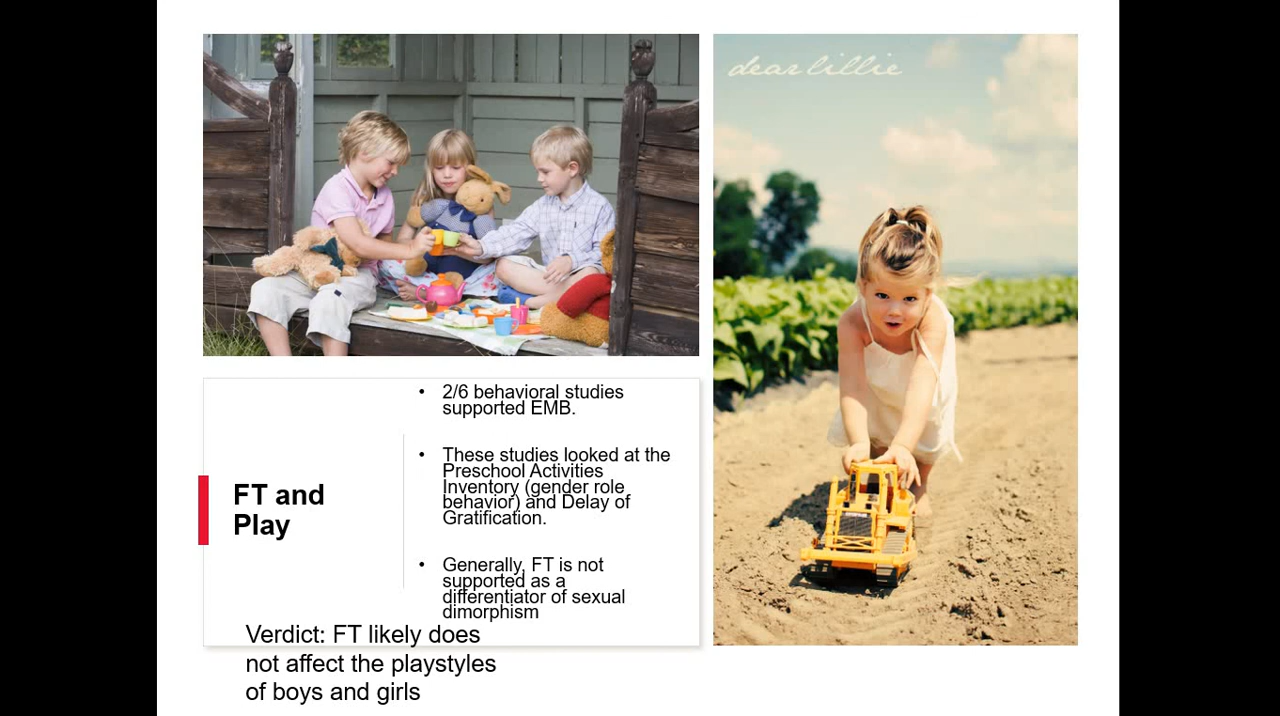 dear lillie
• 2/6 behavioral studies
supported EMB.
• These studies looked at the
Preschool Activities
Inventory (gender role
behavior) and Delay of
Gratification.
FT and
Play
• Generally, FT is not
supported as a
differentiator of sexual
dimorphism
Verdict: FT likely does
not affect the playstyles
of boys and girls